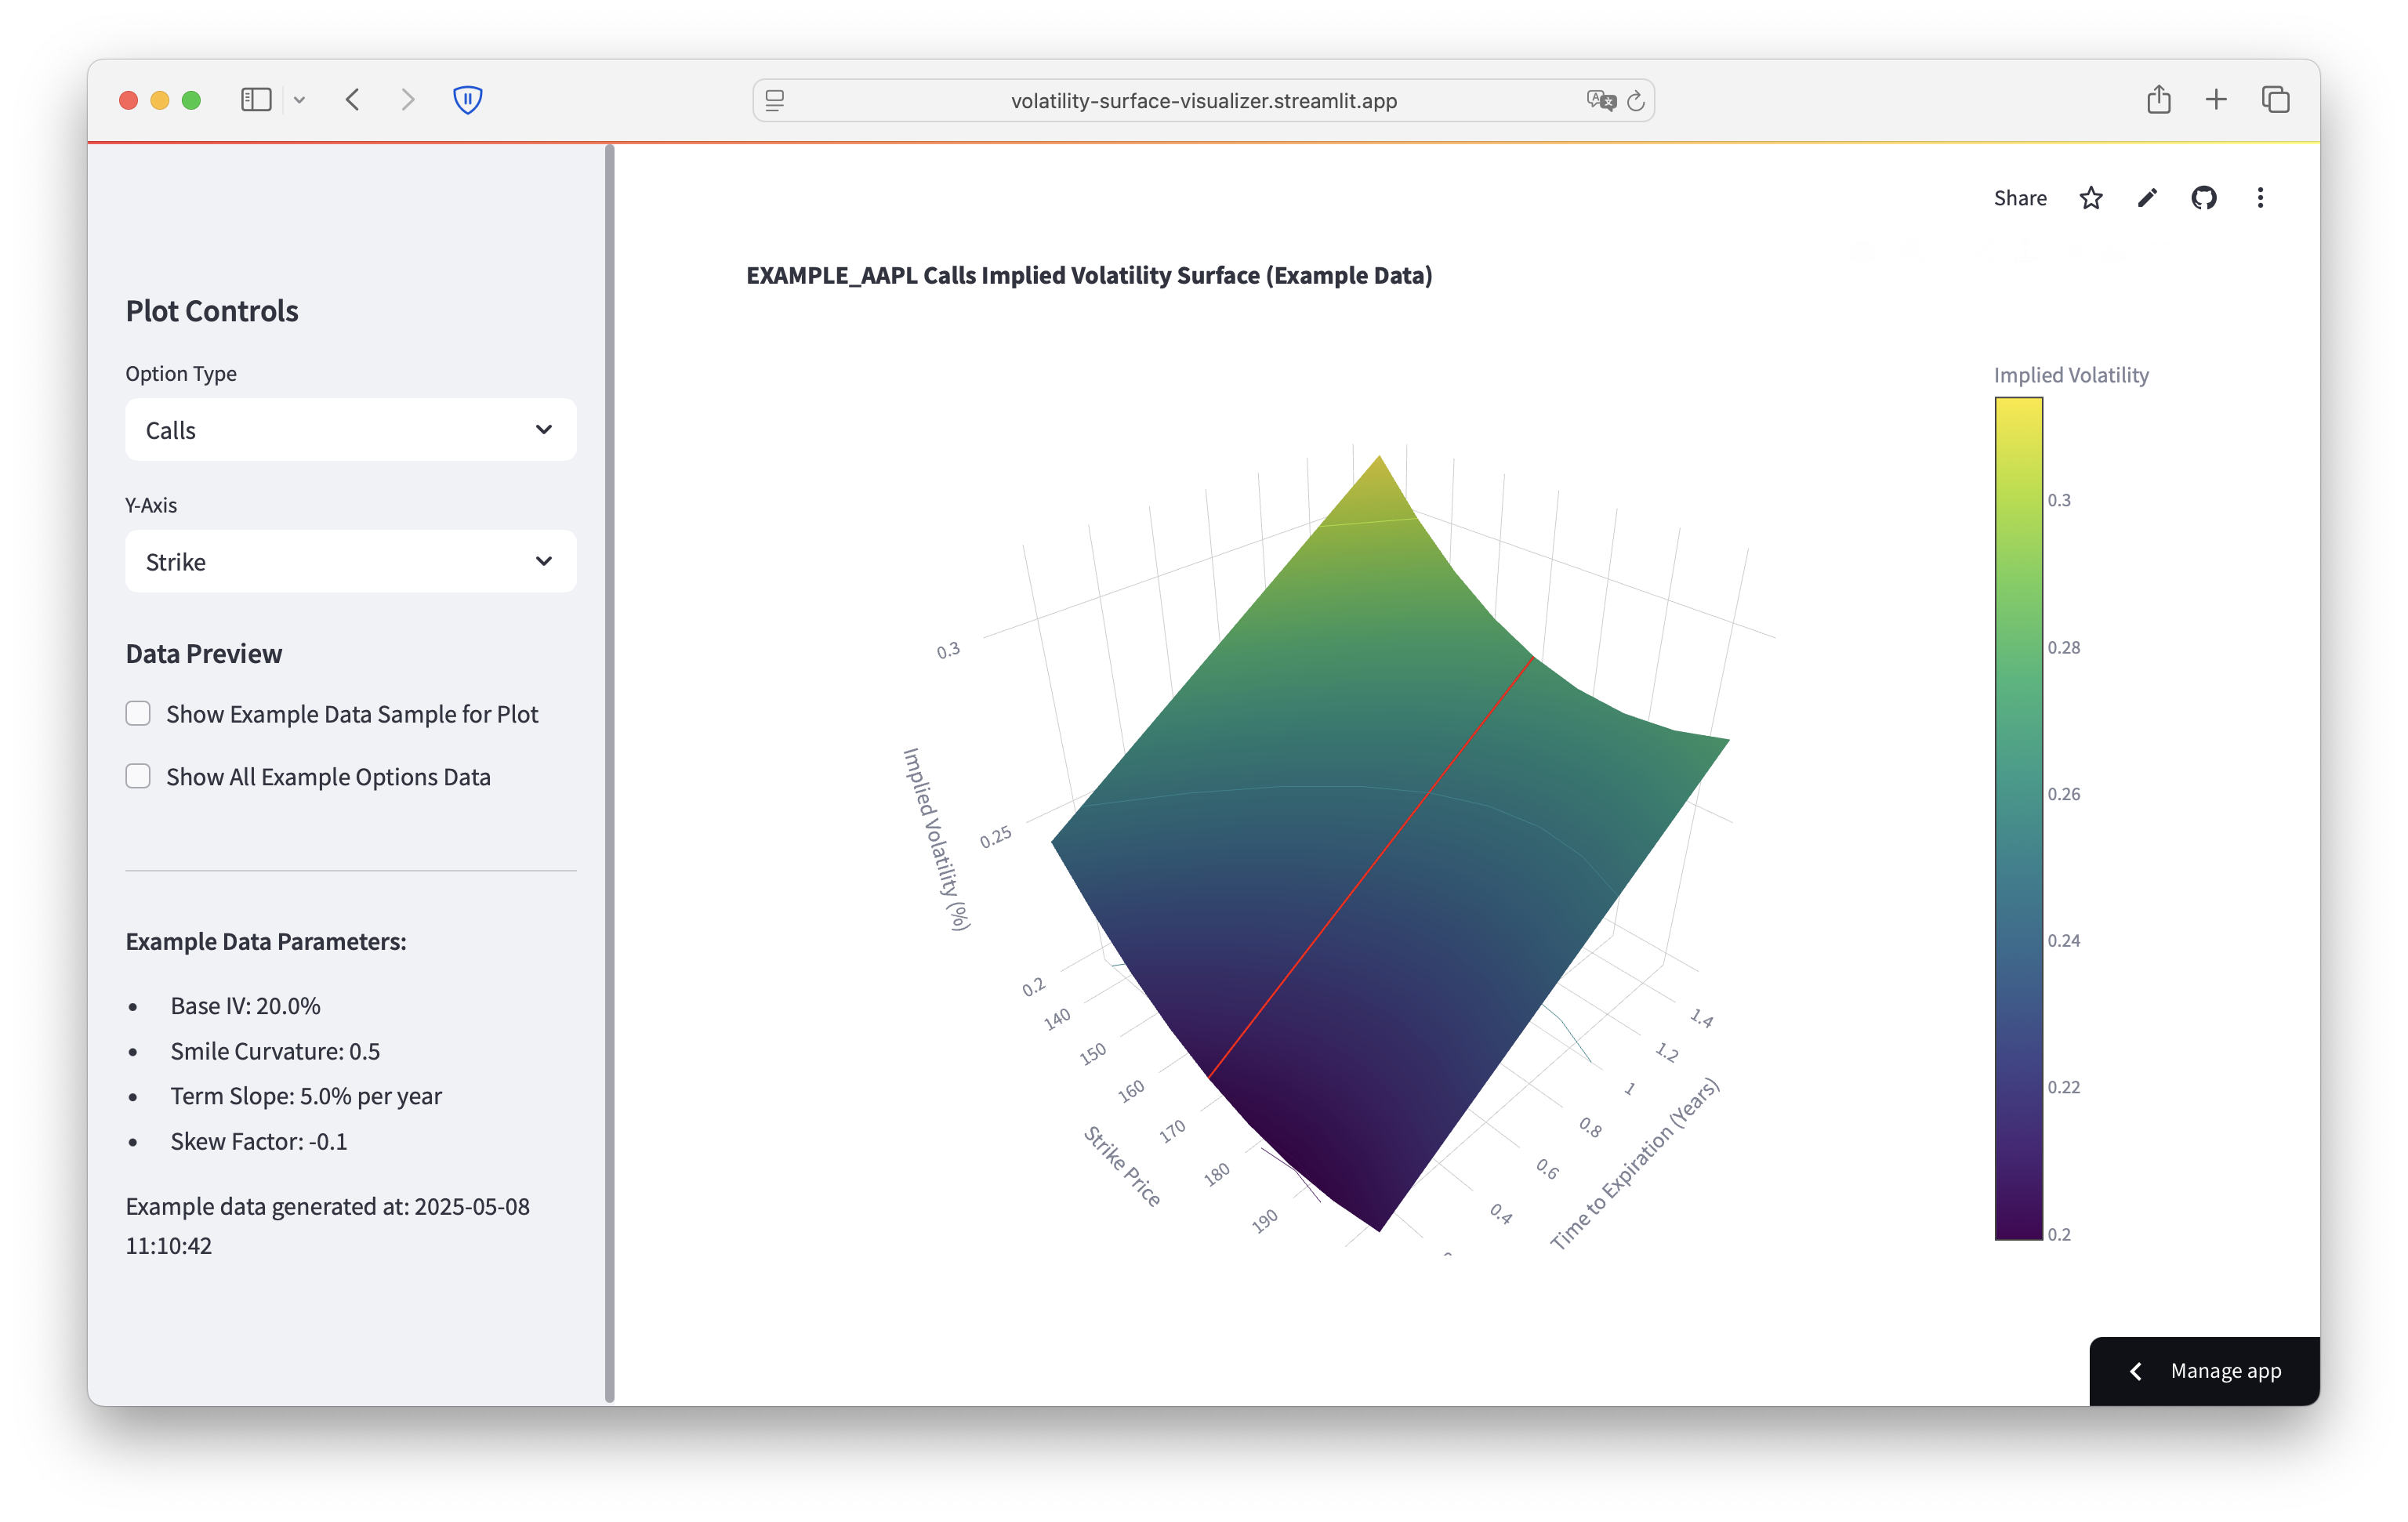 volatility-surface-visualizer.streamlit.app
Share
Plot Controls
Option Type
Calls
Y-Axis
Strike
Data Preview
Show Example Data Sample for Plot
Show All Example Options Data
Example Data Parameters:
• Base IV: 20.0%
• Smile Curvature: 0.5
• Term Slope: 5.0% per year
• Skew Factor: -0.1
Example data generated at: 2025-05-08
11:10:42
EXAMPLE_AAPL Calls Implied Volatility Surface (Example Data)
0.3
0.25
0.2
Implied Volatility (%)
140
150
160
170
180
190
Strike Price
1.4
1.2
1
0.8
0.6
0.4
Time to Expiration (Years)
Implied Volatility
0.3
0.28
0.26
0.24
0.22
0.2
Manage app